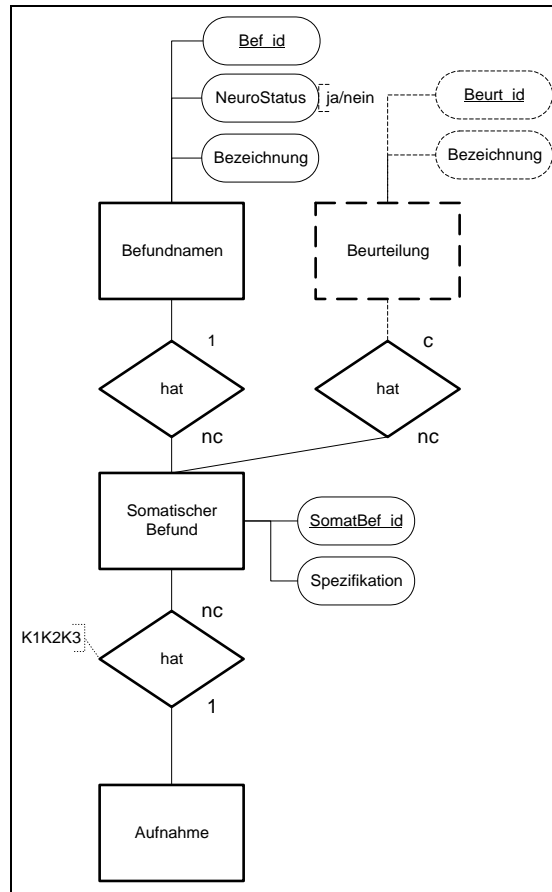 Bef_id
NeuroStatus
ja/nein
Bezeichnung
Beurt_id
Bezeichnung
Befundnamen
Beurteilung
1
c
hat
hat
nc
nc
Somatischer
Befund
SomatBef_id
Spezifikation
nc
K1K2K3
hat
1
Aufnahme